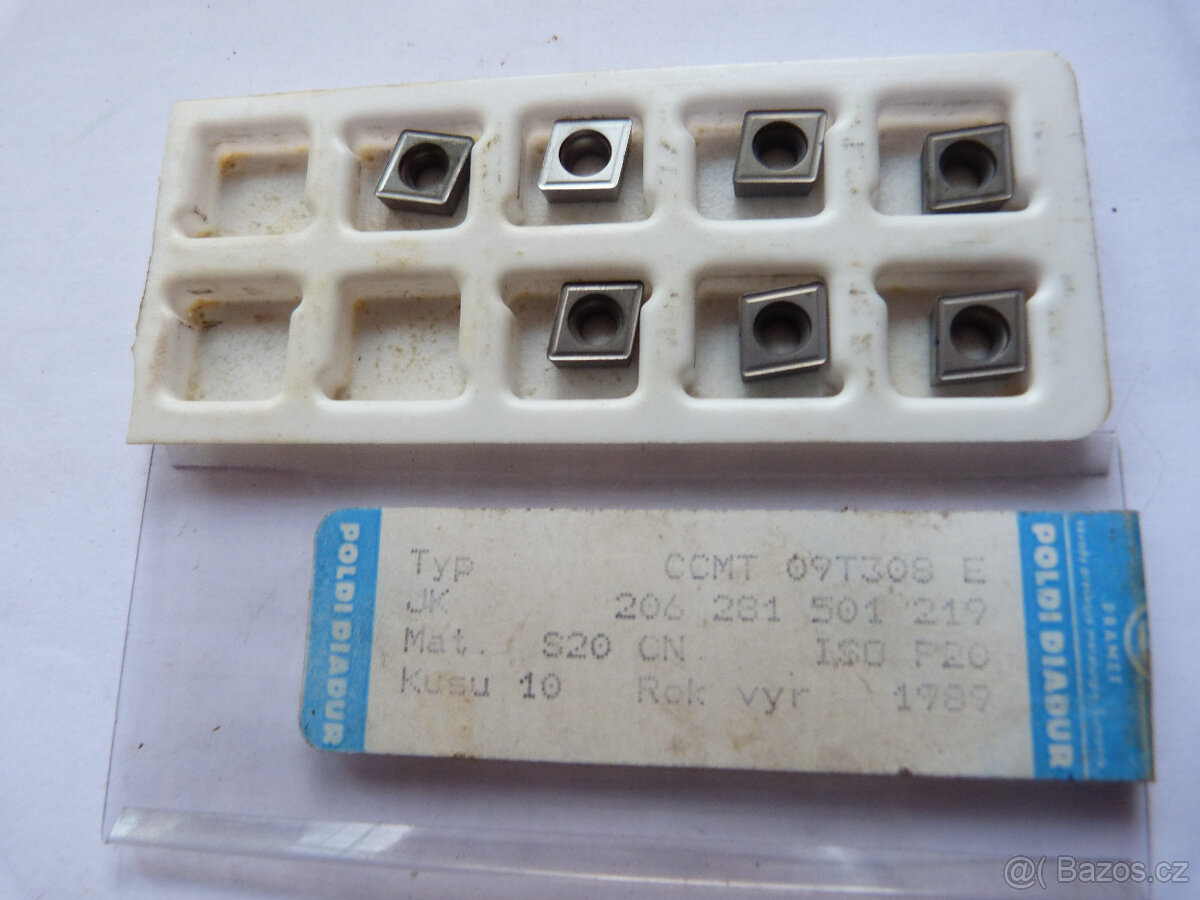 POLDI DIADUR
Typ CCMT 09T308 E
JK 206 281 501 219
Mat. S20 CN ISO P20
Kusu 10 Rok vyr 1989
POLDI DIADUR
@( Bazos.cz